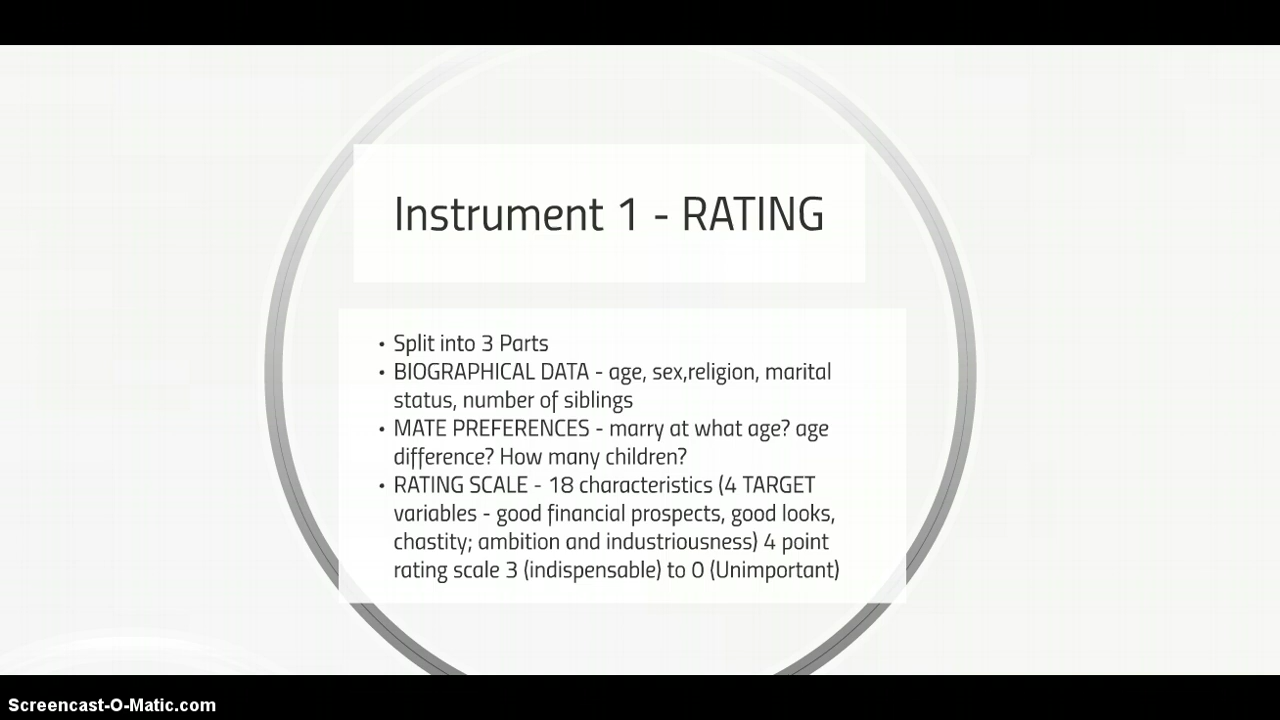 Instrument 1 - RATING
• Split into 3 Parts
• BIOGRAPHICAL DATA - age, sex,religion, marital
status, number of siblings
• MATE PREFERENCES - marry at what age? age
difference? How many children?
• RATING SCALE - 18 characteristics (4 TARGET
variables - good financial prospects, good looks,
chastity; ambition and industriousness) 4 point
rating scale 3 (indispensable) to 0 (Unimportant)
Screencast-O-Matic.com